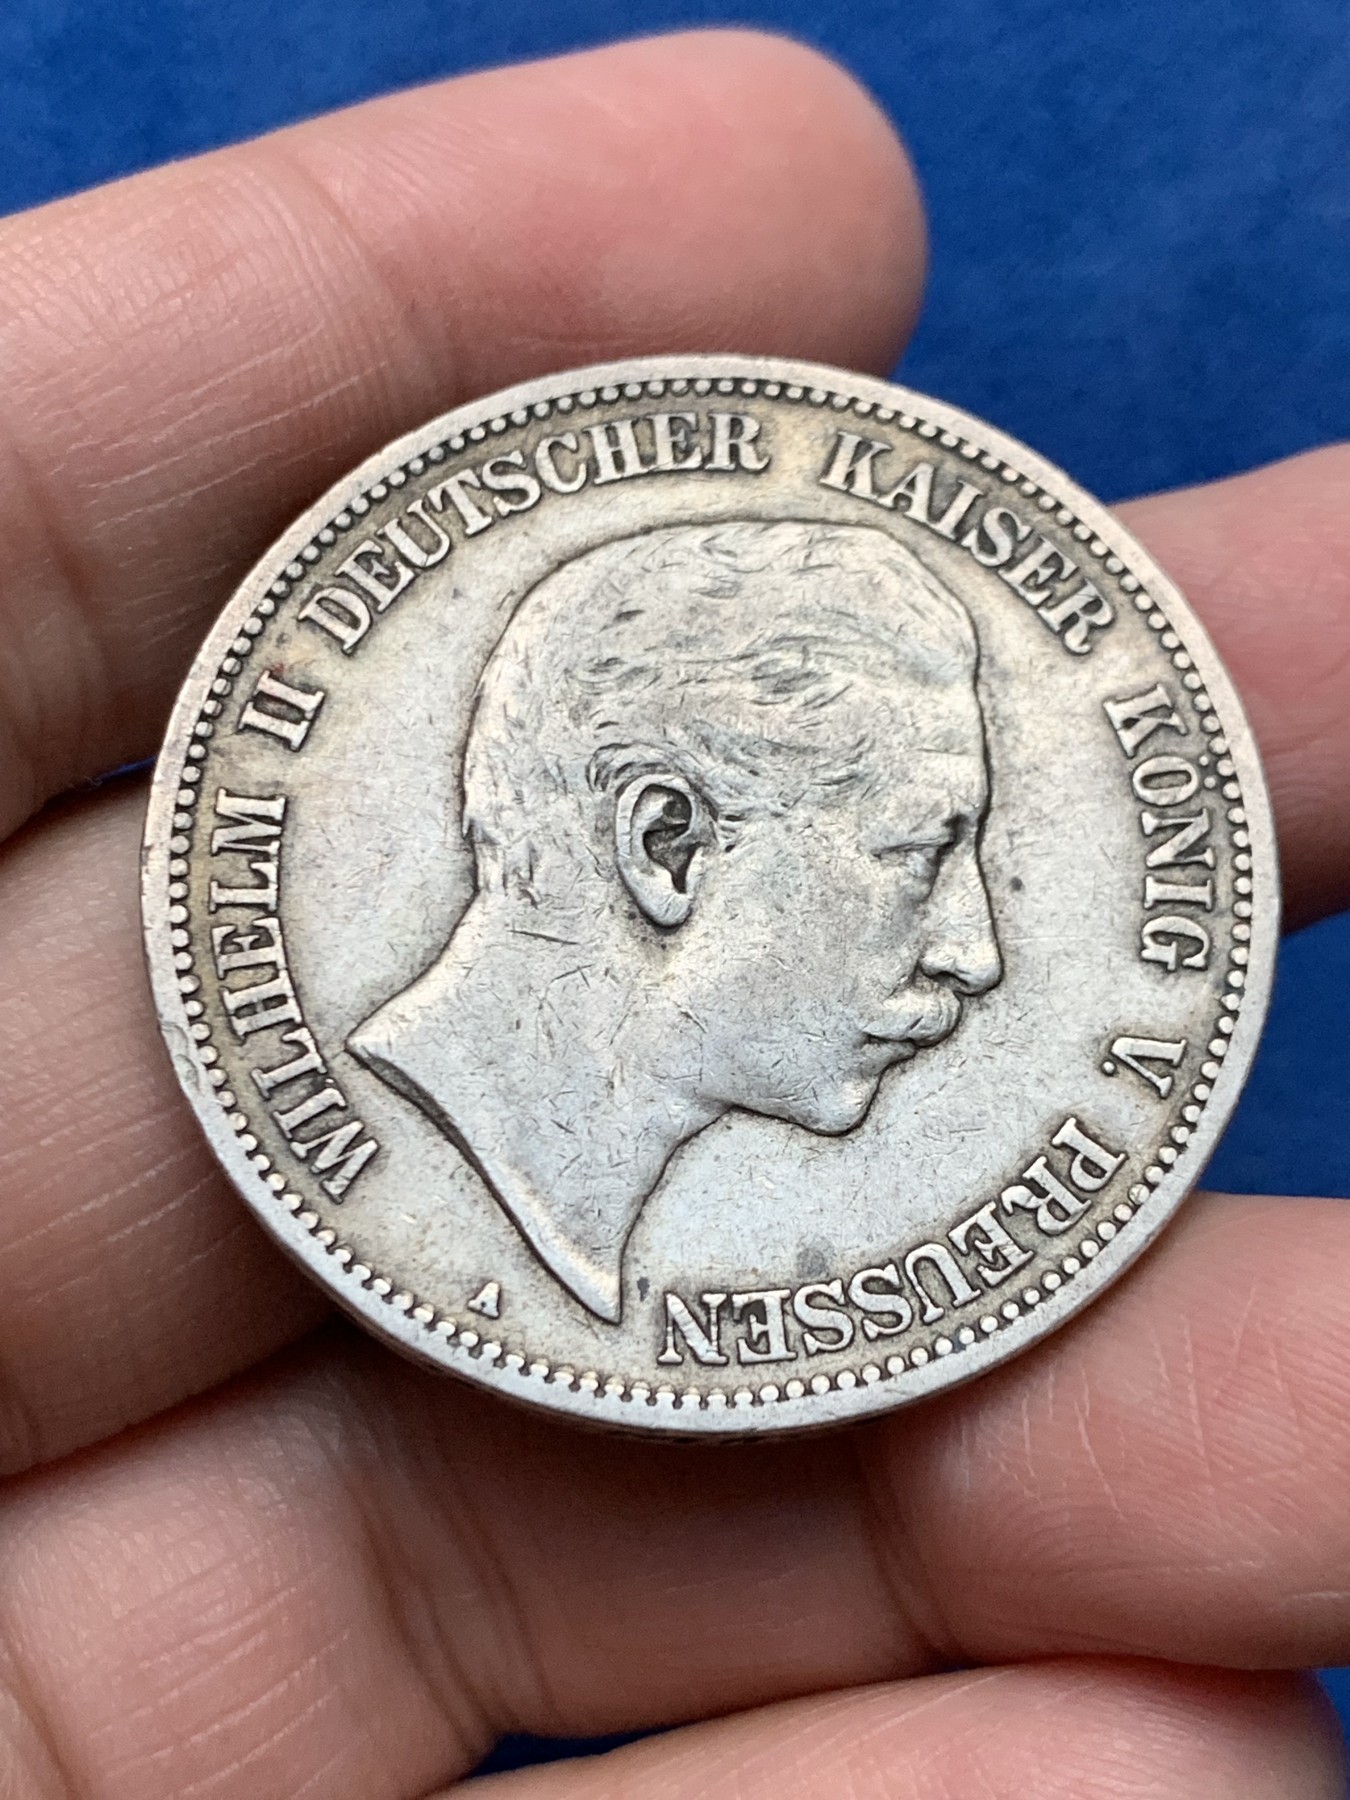 WILHELM II DEUTSCHER KAISER KÖNIG V. PREUSSEN
A